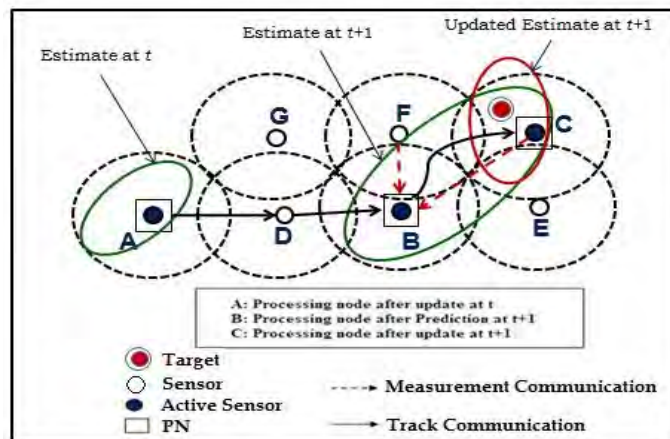 Updated Estimate at t+1
Estimate at t+1
Estimate at t
G
F
C
A
D
B
E
A: Processing node after update at t
B: Processing node after Prediction at t+1
C: Processing node after update at t+1
Target
Sensor
Active Sensor
PN
Measurement Communication
Track Communication